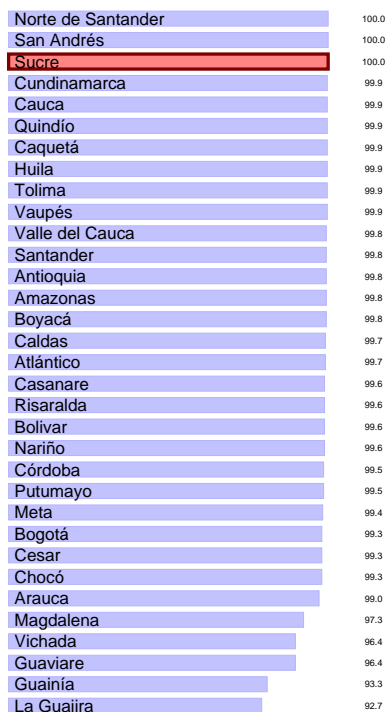 Norte de Santander 100.0
San Andrés 100.0
Sucre 100.0
Cundinamarca 99.9
Cauca 99.9
Quindío 99.9
Caquetá 99.9
Huila 99.9
Tolima 99.9
Vaupés 99.9
Valle del Cauca 99.8
Santander 99.8
Antioquia 99.8
Amazonas 99.8
Boyacá 99.8
Caldas 99.7
Atlántico 99.7
Casanare 99.6
Risaralda 99.6
Bolivar 99.6
Nariño 99.6
Córdoba 99.5
Putumayo 99.5
Meta 99.4
Bogotá 99.3
Cesar 99.3
Chocó 99.3
Arauca 99.0
Magdalena 97.3
Vichada 96.4
Guaviare 96.4
Guainía 93.3
La Guajira 92.7